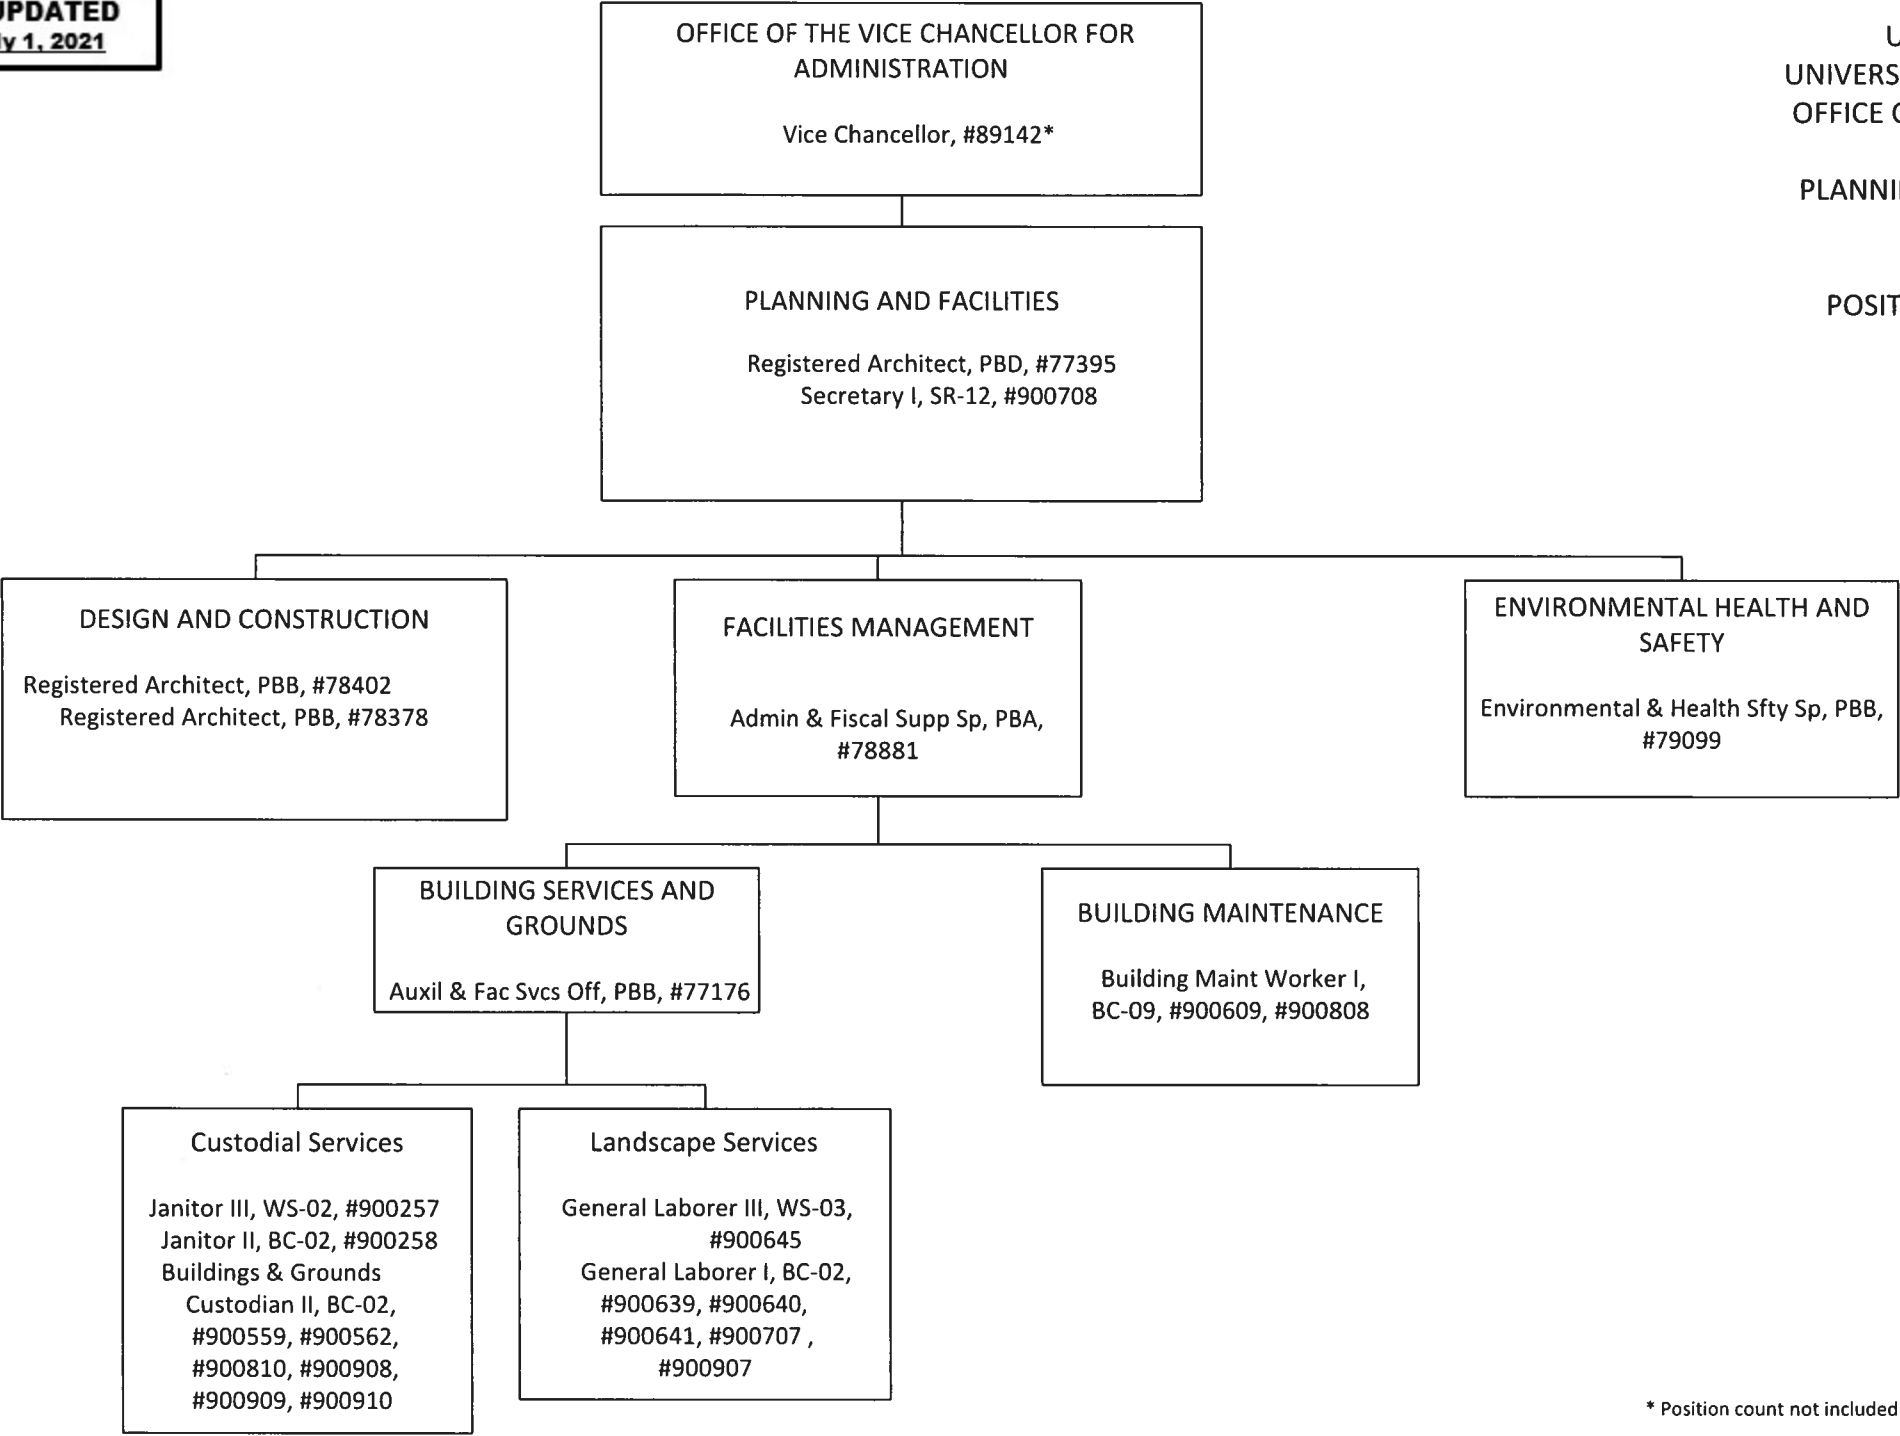 UPDATED
1, 2021
OFFICE OF THE VICE CHANCELLOR FOR
ADMINISTRATION
Vice Chancellor, #89142*
OFFICE
PLANNING AND FACILITIES
Registered Architect, PBD, #77395
Secretary I, SR-12, #900708
DESIGN AND CONSTRUCTION
Registered Architect, PBB, #78402
Registered Architect, PBB, #78378
FACILITIES MANAGEMENT
Admin & Fiscal Supp Sp, PBA,
#78881
ENVIRONMENTAL HEALTH AND
SAFETY
Environmental & Health Sfty Sp, PBB,
#79099
BUILDING SERVICES AND
GROUNDS
Auxil & Fac Svcs Off, PBB, #77176
BUILDING MAINTENANCE
Building Maint Worker I,
BC-09, #900609, #900808
Custodial Services
Janitor III, WS-02, #900257
Janitor II, BC-02, #900258
Buildings & Grounds
Custodian II, BC-02,
#900559, #900562,
#900810, #900908,
#900909, #900910
Landscape Services
General Laborer III, WS-03,
#900645
General Laborer I, BC-02,
#900639, #900640,
#900641, #900707 ,
#900907
* Position count not included